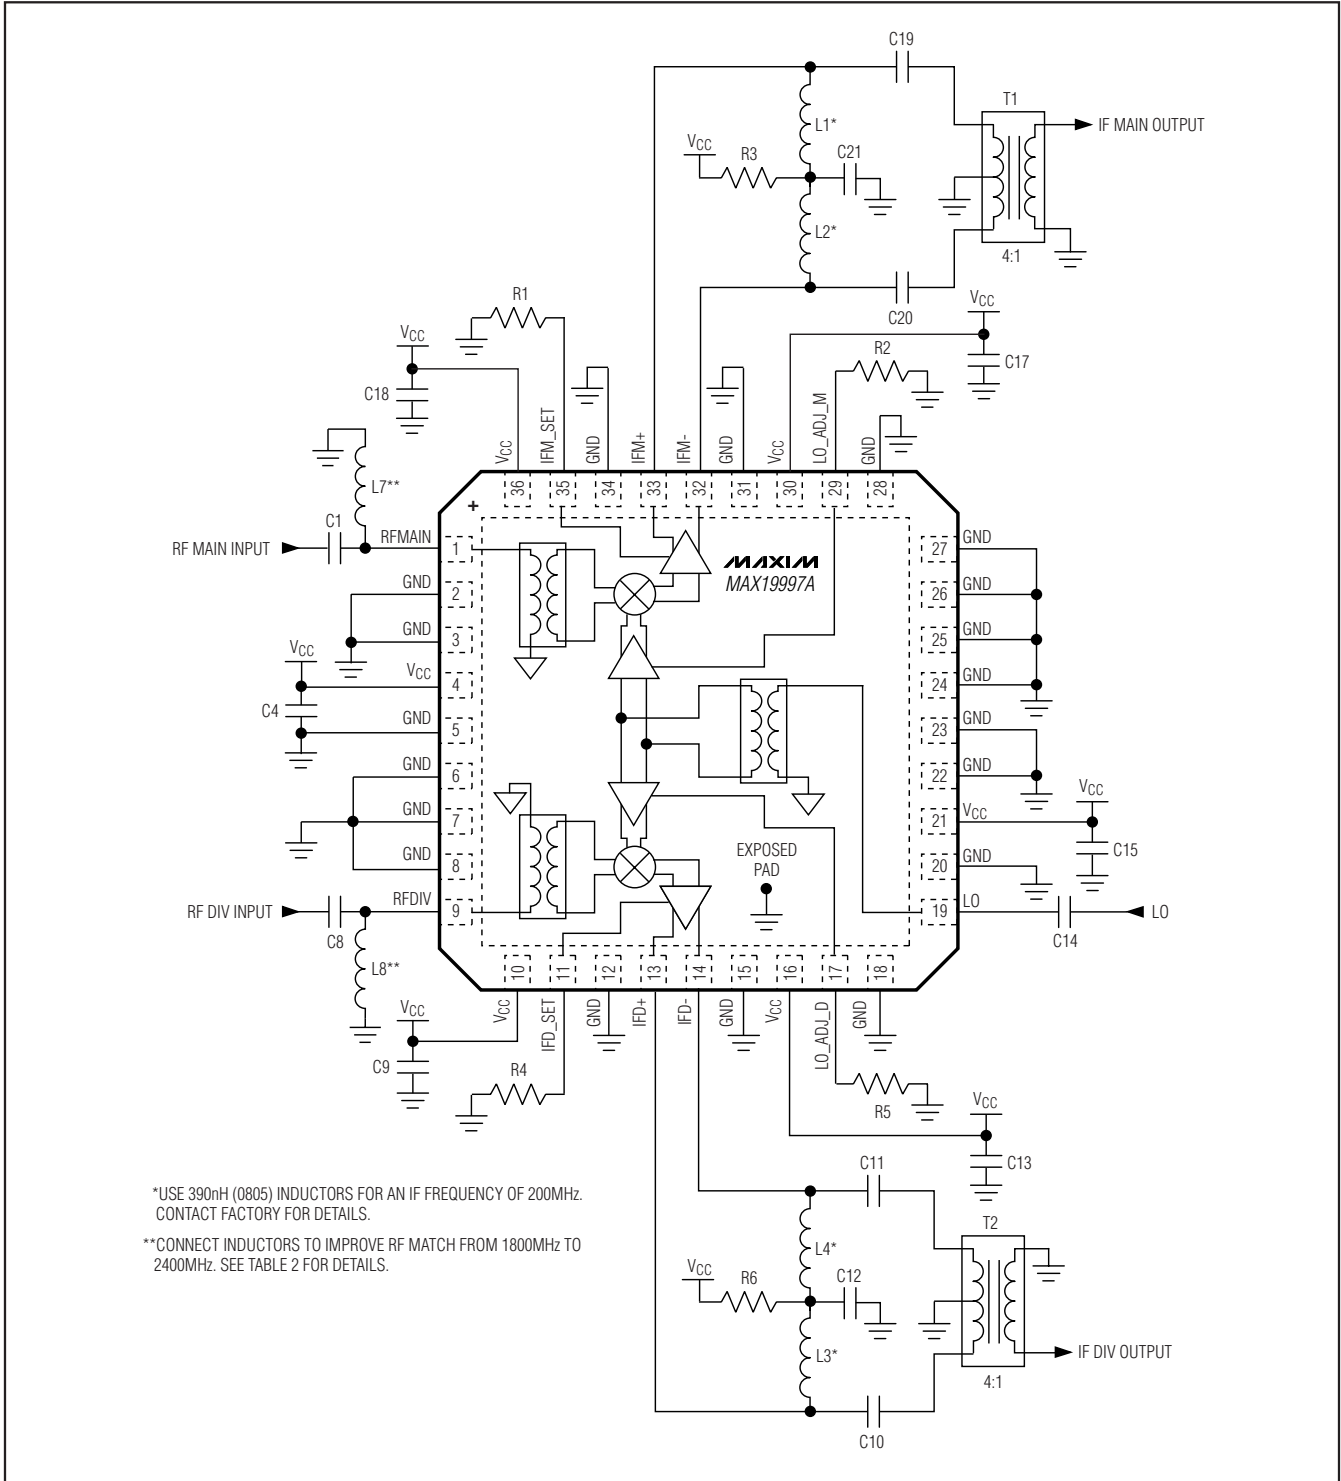 C19
T1
IF MAIN OUTPUT
L1*
VCC
R3
C21
L2*
4:1
C20
R1
VCC
R2
C17
VCC
C18
VCC
IFM_SET
GND
IFM+
IFM-
GND
VCC
LO_ADJ_M
GND
36
35
34
33
32
31
30
29
28
L7**
+
C1
RF MAIN INPUT
RFMAIN
1
MAXIM
MAX19997A
27
GND
GND
2
26
GND
GND
3
25
GND
VCC
VCC
4
24
GND
C4
GND
5
23
GND
GND
6
22
GND
VCC
GND
7
21
VCC
C15
EXPOSED
PAD
GND
8
20
GND
RF DIV INPUT
RFDIV
9
19
LO
LO
C8
C14
L8**
10
11
12
13
14
15
16
17
18
VCC
IFD_SET
GND
IFD+
IFD-
GND
VCC
LO_ADJ_D
GND
VCC
C9
R4
R5
VCC
C13
C11
*USE 390nH (0805) INDUCTORS FOR AN IF FREQUENCY OF 200MHz.
CONTACT FACTORY FOR DETAILS.
**CONNECT INDUCTORS TO IMPROVE RF MATCH FROM 1800MHz TO
2400MHz. SEE TABLE 2 FOR DETAILS.
T2
L4*
VCC
R6
C12
L3*
IF DIV OUTPUT
4:1
C10